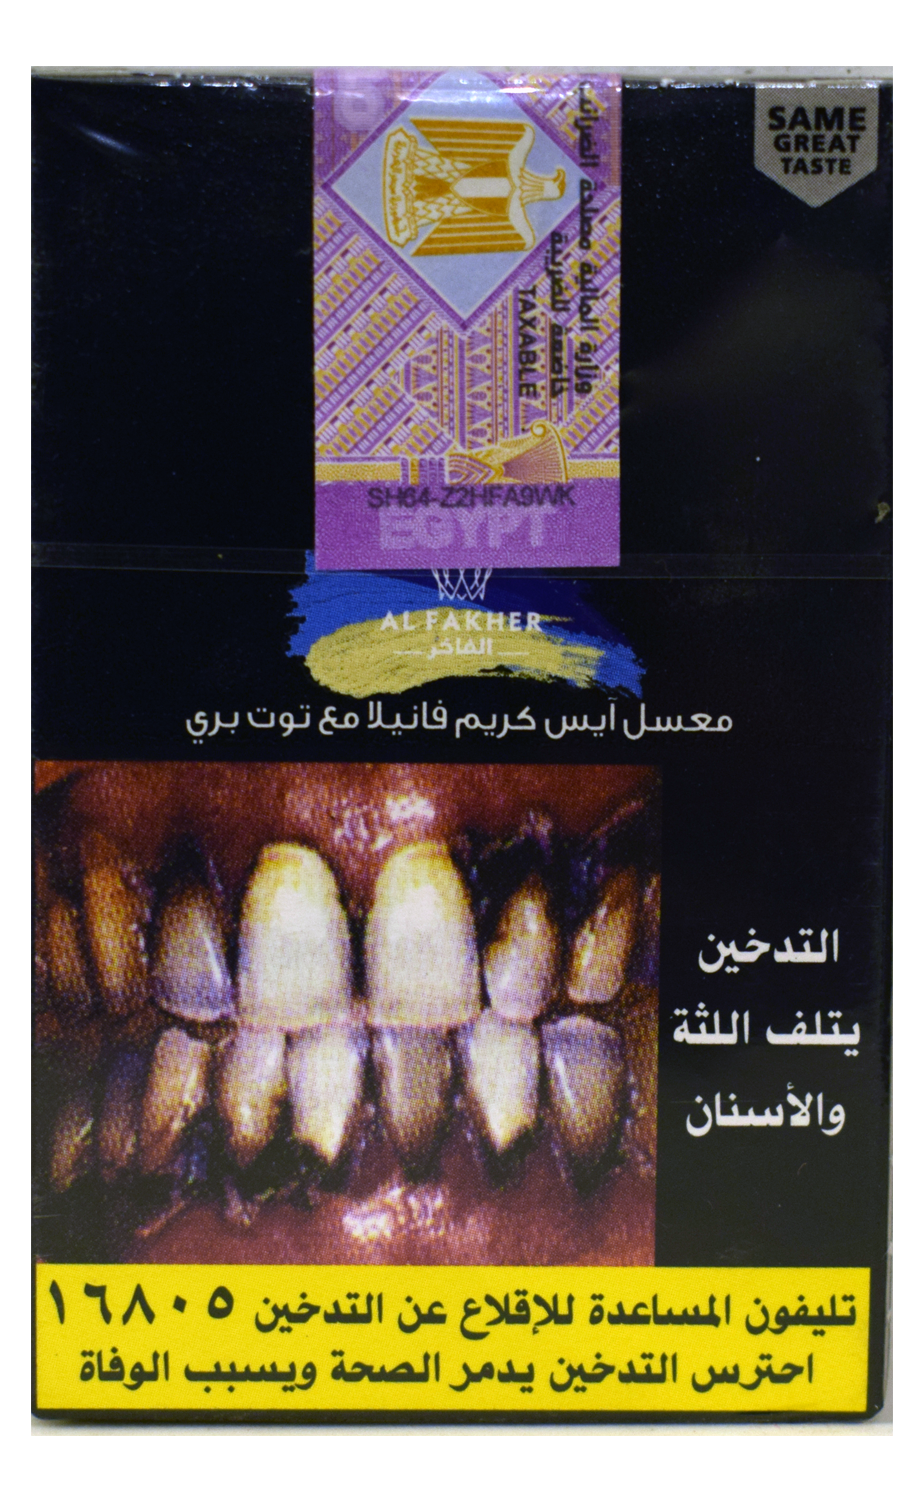 SAME
GREAT
TASTE
وزارة المالية مصلحة الضرائب
خاضعة للضريبة
TAXABLE
SH64-Z2HFA9WK
EGYPT
AL FAKHER
الفاخر
معسل آيس كريم فانيلا مع توت بري
التدخين
يتلف اللثة
والأسنان
تليفون المساعدة للإقلاع عن التدخين ١٦٨٠٥
احترس التدخين يدمر الصحة ويسبب الوفاة